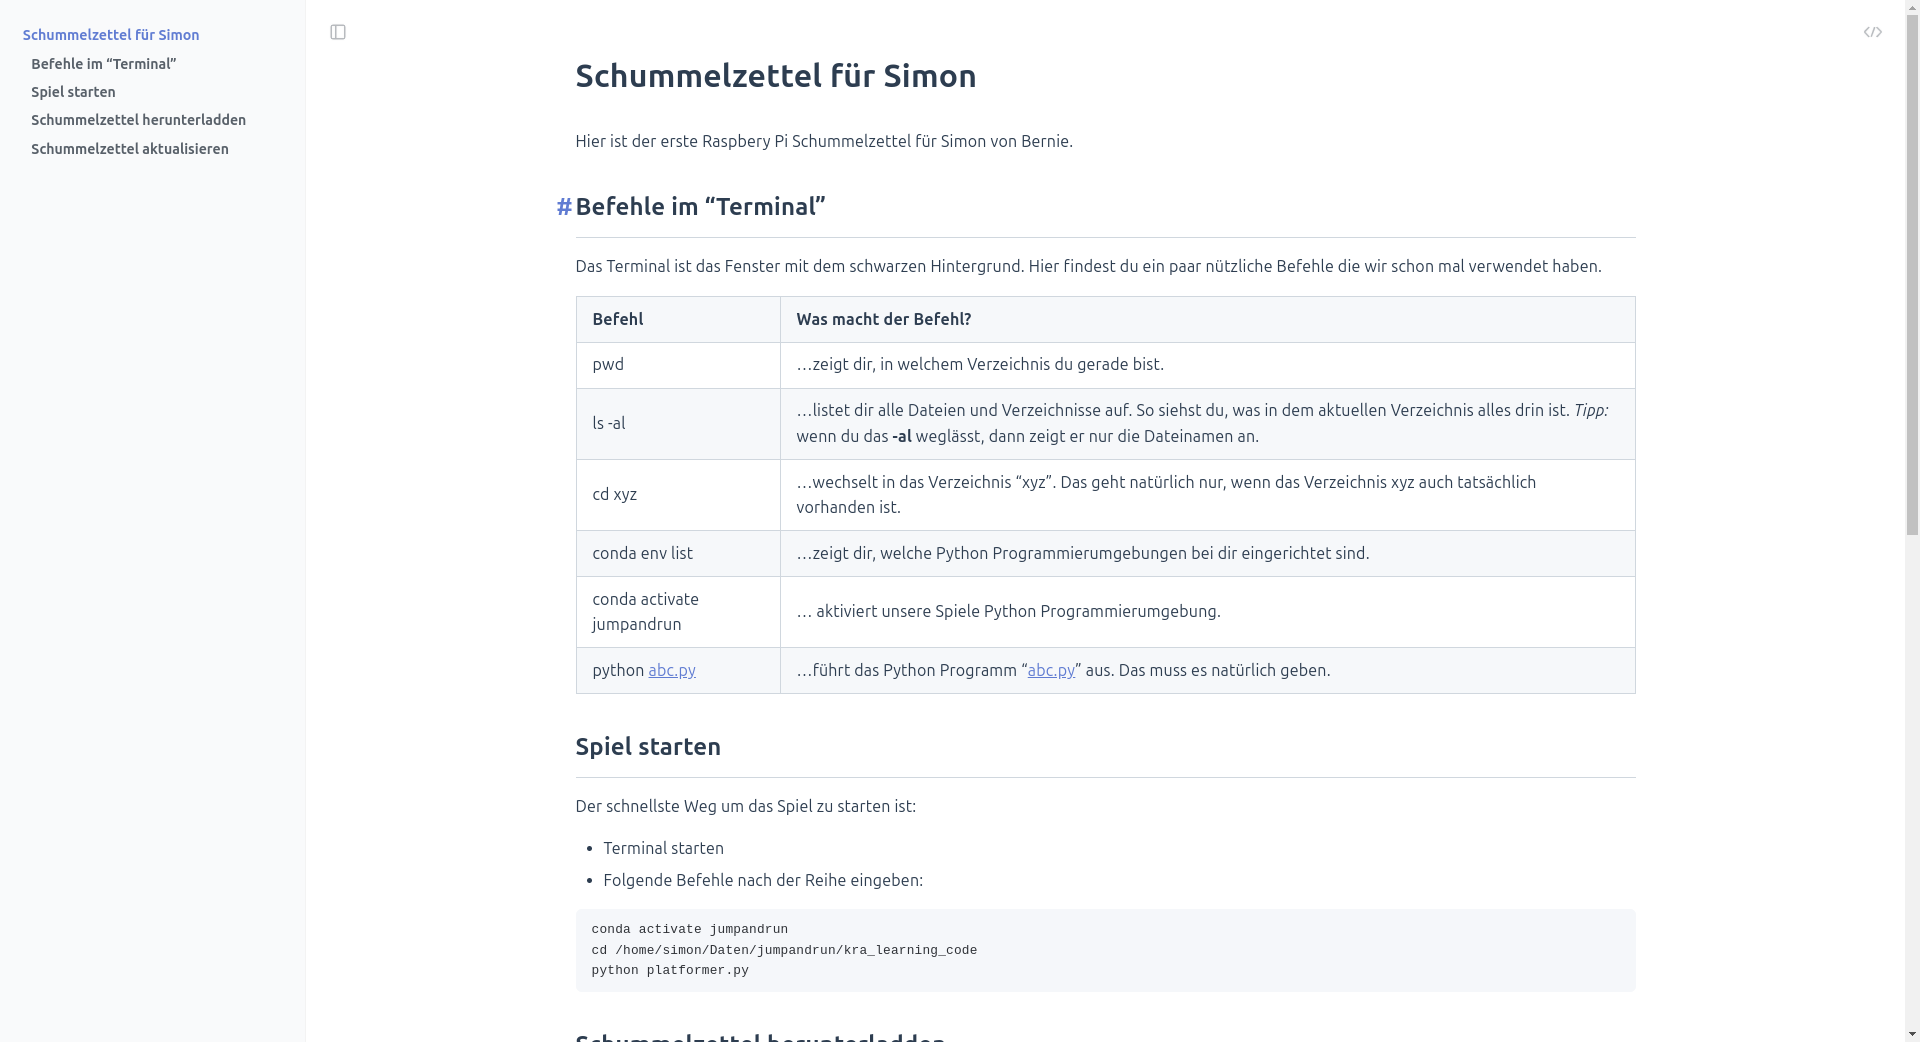 Schummelzettel für Simon
Befehle im “Terminal”
Spiel starten
Schummelzettel herunterladden
Schummelzettel aktualisieren
Schummelzettel für Simon
Hier ist der erste Raspbery Pi Schummelzettel für Simon von Bernie.
# Befehle im “Terminal”
Das Terminal ist das Fenster mit dem schwarzen Hintergrund. Hier findest du ein paar nützliche Befehle die wir schon mal verwendet haben.
Befehl Was macht der Befehl?
pwd …zeigt dir, in welchem Verzeichnis du gerade bist.
ls -al …listet dir alle Dateien und Verzeichnisse auf. So siehst du, was in dem aktuellen Verzeichnis alles drin ist. Tipp:
wenn du das -al weglässt, dann zeigt er nur die Dateinamen an.
cd xyz …wechselt in das Verzeichnis “xyz”. Das geht natürlich nur, wenn das Verzeichnis xyz auch tatsächlich
vorhanden ist.
conda env list …zeigt dir, welche Python Programmierumgebungen bei dir eingerichtet sind.
conda activate
jumpandrun
… aktiviert unsere Spiele Python Programmierumgebung.
python abc.py …führt das Python Programm “abc.py” aus. Das muss es natürlich geben.
Spiel starten
Der schnellste Weg um das Spiel zu starten ist:
• Terminal starten
• Folgende Befehle nach der Reihe eingeben:
conda activate jumpandrun
cd /home/simon/Daten/jumpandrun/kra_learning_code
python platformer.py
Schummelzettel herunterladden